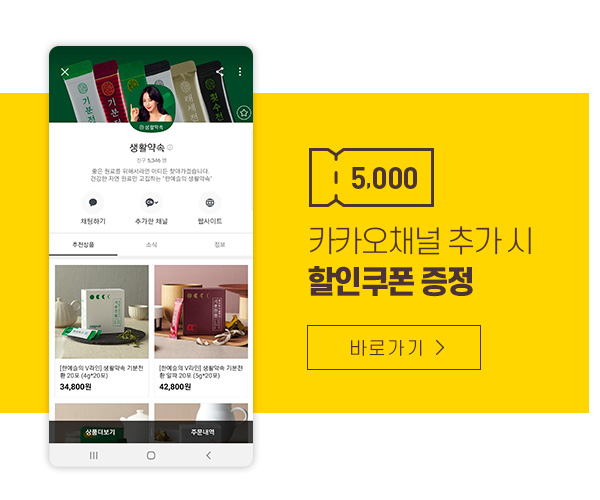 기분전
기분전
태세전
횟수전
생활약속
생활약속
친구 5,346 명
좋은 원료를 위해서라면 어디든 찾아가겠습니다.
건강한 자연 원료만 고집하는 "한예슬의 생활약속"
채팅하기
추가한 채널
웹사이트
추천상품
소식
정보
[한예슬의 V라인] 생활약속 기분전
환 20포 (4g*20포)
34,800원
[한예슬의 V라인] 생활약속 기분전
환 알파 20포 (5g*20포)
42,800원
상품더보기
주문내역
5,000
카카오채널 추가 시
할인쿠폰 증정
바로가기 >